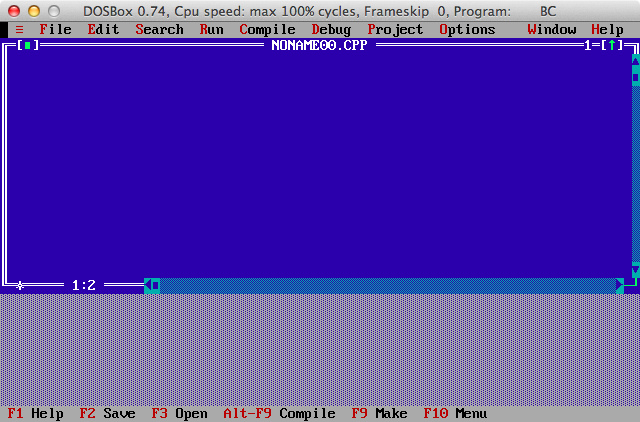 DOSBox 0.74, Cpu speed: max 100% cycles, Frameskip 0, Program: BC
≡ File Edit Search Run Compile Debug Project Options Window Help
[■] NONAME00.CPP 1=[↑]
1:2
F1 Help F2 Save F3 Open Alt-F9 Compile F9 Make F10 Menu